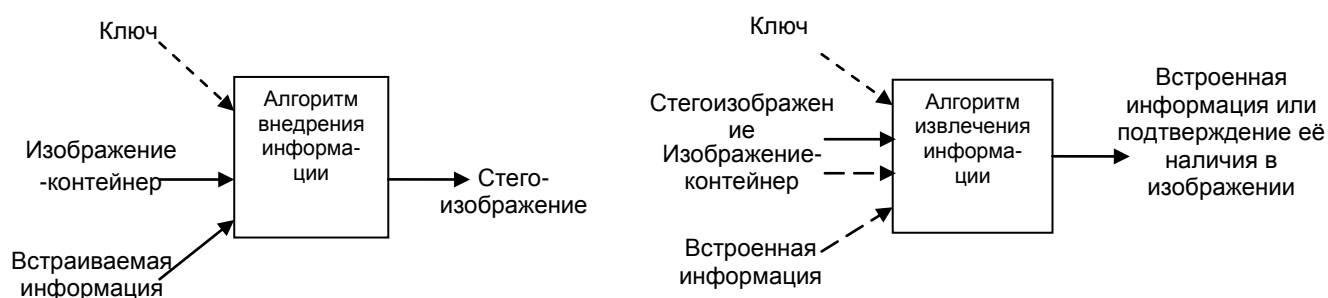 Ключ
Алгоритм
внедрения
информа-
ции
Изображение
-контейнер
Стего-
изображение
Встраиваемая
информация
Ключ
Стегоизображен
ие
Изображение-
контейнер
Алгоритм
извлечения
информа-
ции
Встроенная
информация или
подтверждение её
наличия в
изображении
Встроенная
информация